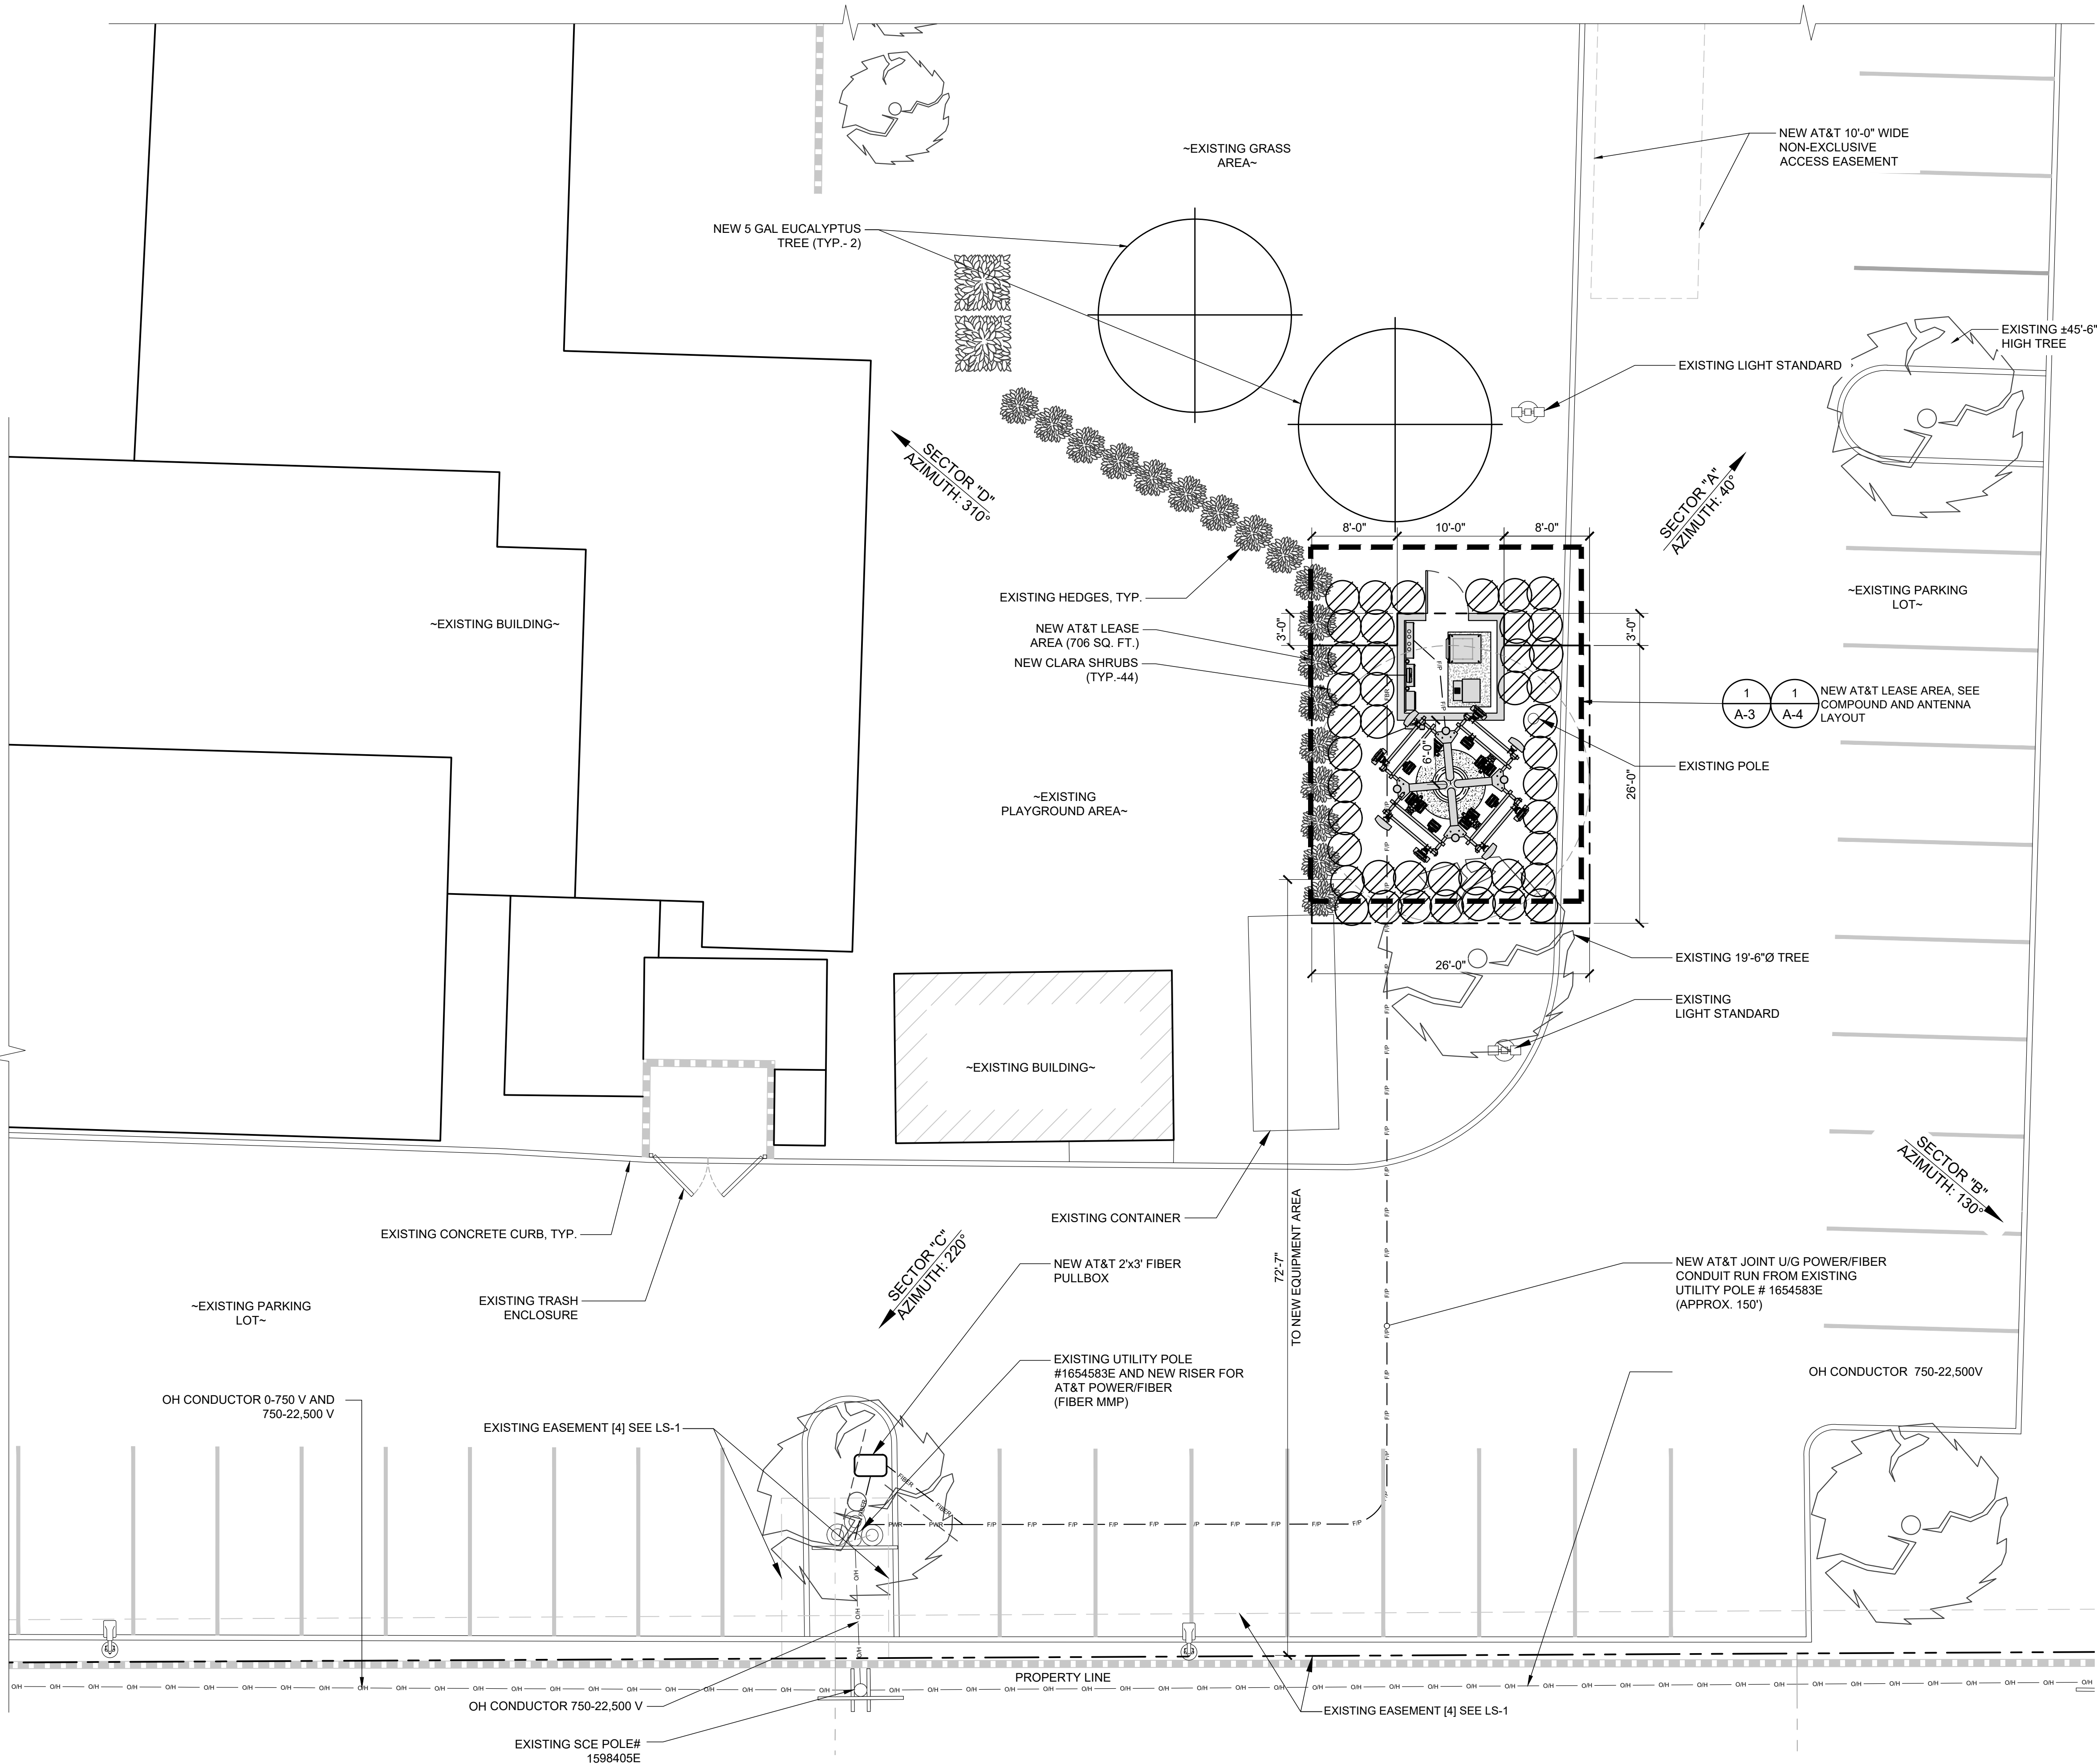 ~EXISTING GRASS
AREA~
NEW AT&T 10'-0" WIDE
NON-EXCLUSIVE
ACCESS EASEMENT
NEW 5 GAL EUCALYPTUS
TREE (TYP.- 2)
EXISTING ±45'-6"
HIGH TREE
EXISTING LIGHT STANDARD
SECTOR "D"
AZIMUTH: 310°
SECTOR "A"
AZIMUTH: 40°
8'-0"
10'-0"
8'-0"
EXISTING HEDGES, TYP.
NEW AT&T LEASE
AREA (706 SQ. FT.)
NEW CLARA SHRUBS
(TYP.-44)
3'-0"
3'-0"
~EXISTING PARKING
LOT~
~EXISTING BUILDING~
1
A-3
1
A-4
NEW AT&T LEASE AREA, SEE
COMPOUND AND ANTENNA
LAYOUT
6'-0"
EXISTING POLE
26'-0"
~EXISTING
PLAYGROUND AREA~
EXISTING 19'-6"Ø TREE
26'-0"
EXISTING
LIGHT STANDARD
~EXISTING BUILDING~
SECTOR "B"
AZIMUTH: 130°
EXISTING CONCRETE CURB, TYP.
EXISTING CONTAINER
SECTOR "C"
AZIMUTH: 220°
NEW AT&T 2'x3' FIBER
PULLBOX
72'-7"
TO NEW EQUIPMENT AREA
NEW AT&T JOINT U/G POWER/FIBER
CONDUIT RUN FROM EXISTING
UTILITY POLE # 1654583E
(APPROX. 150')
~EXISTING PARKING
LOT~
EXISTING TRASH
ENCLOSURE
EXISTING UTILITY POLE
#1654583E AND NEW RISER FOR
AT&T POWER/FIBER
(FIBER MMP)
OH CONDUCTOR 750-22,500V
OH CONDUCTOR 0-750 V AND
750-22,500 V
EXISTING EASEMENT [4] SEE LS-1
FIBER
FIBER
PWR PWR F/P F/P F/P F/P F/P F/P F/P F/P F/P F/P
O/H
O/H
O/H
PROPERTY LINE
O/H O/H O/H O/H O/H O/H O/H O/H O/H O/H
OH CONDUCTOR 750-22,500 V
EXISTING EASEMENT [4] SEE LS-1
EXISTING SCE POLE#
1598405E